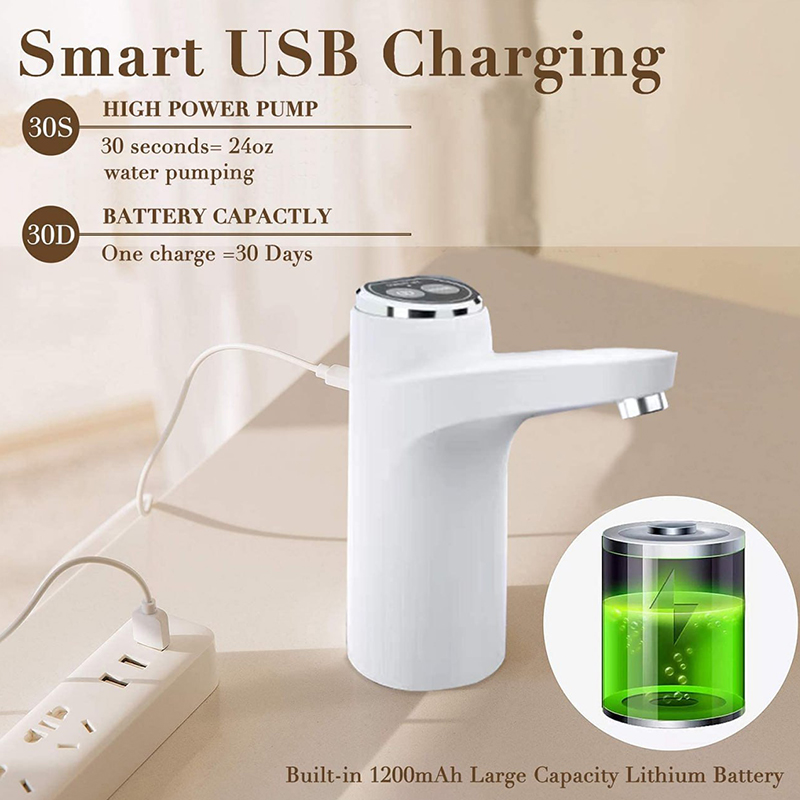 Smart USB Charging
30S
HIGH POWER PUMP
30 seconds= 24oz
water pumping
30D
BATTERY CAPACTLY
One charge =30 Days
Built-in 1200mAh Large Capacity Lithium Battery